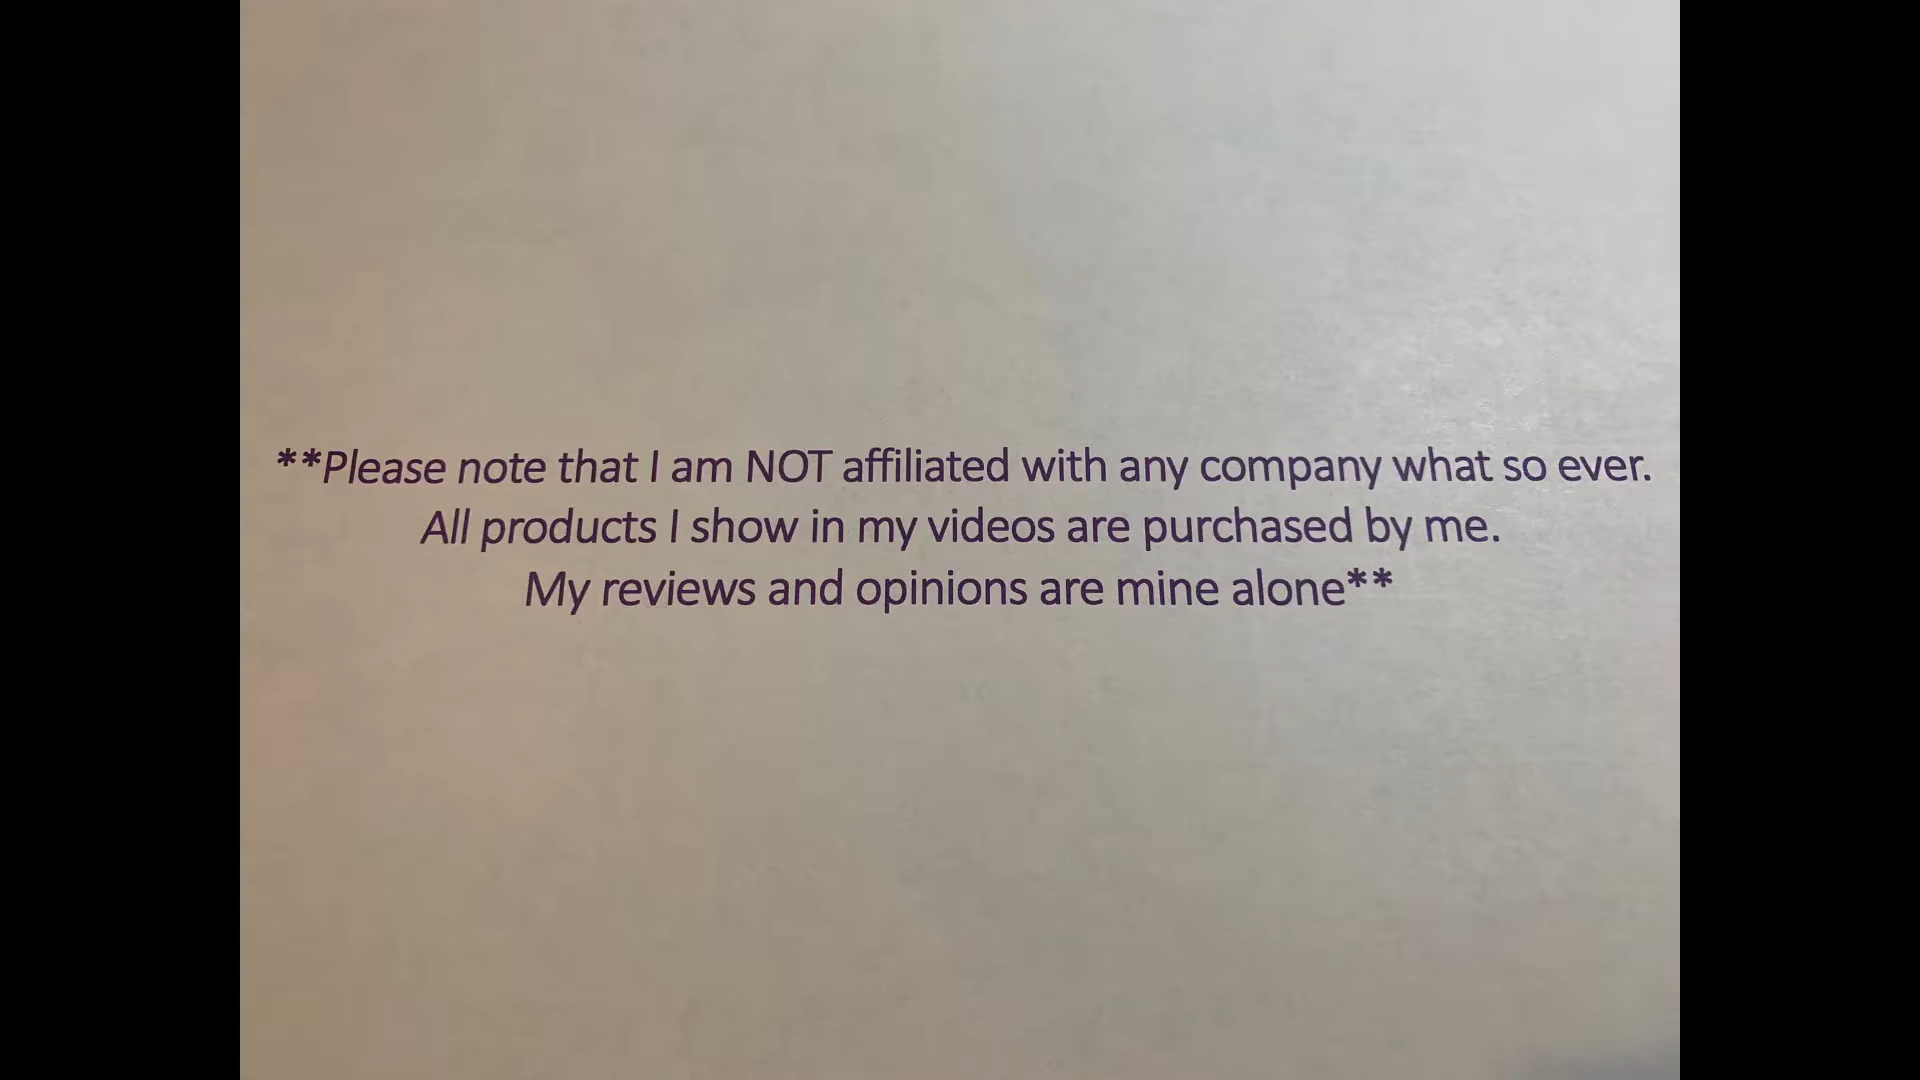 **Please note that I am NOT affiliated with any company what so ever.
All products I show in my videos are purchased by me.
My reviews and opinions are mine alone**